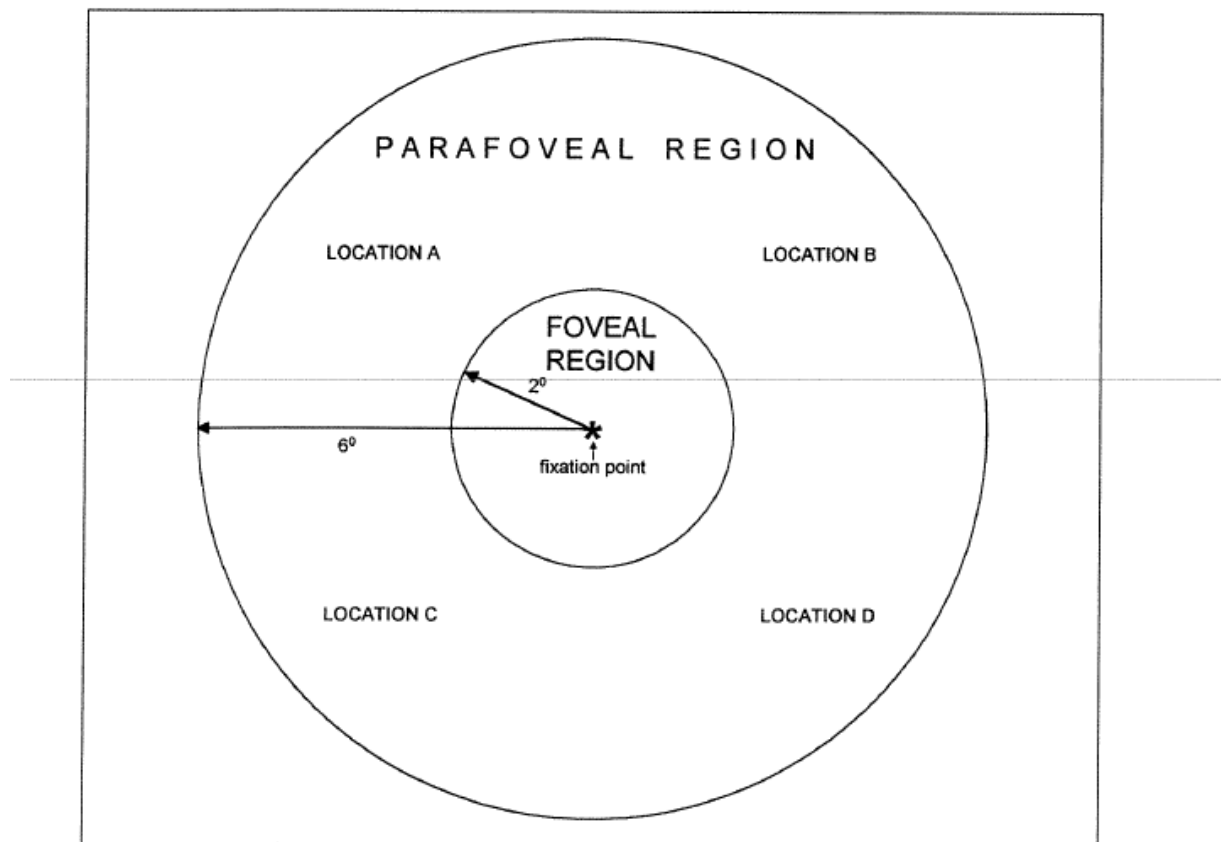 PARAFOVEAL REGION
LOCATION A
LOCATION B
FOVEAL
REGION
2⁰
6⁰
*
fixation point
LOCATION C
LOCATION D